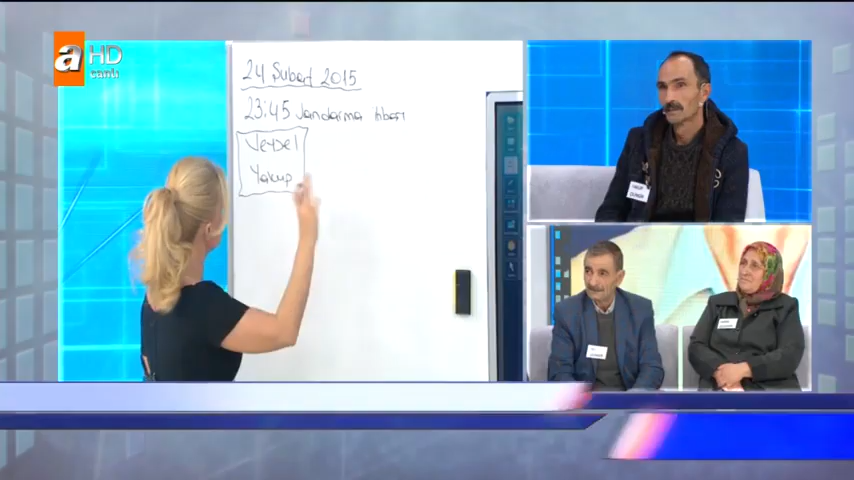 a HD
canlı
24 Şubat 2015
23:45 Jandarma ihbarı
Veysel
Yakup